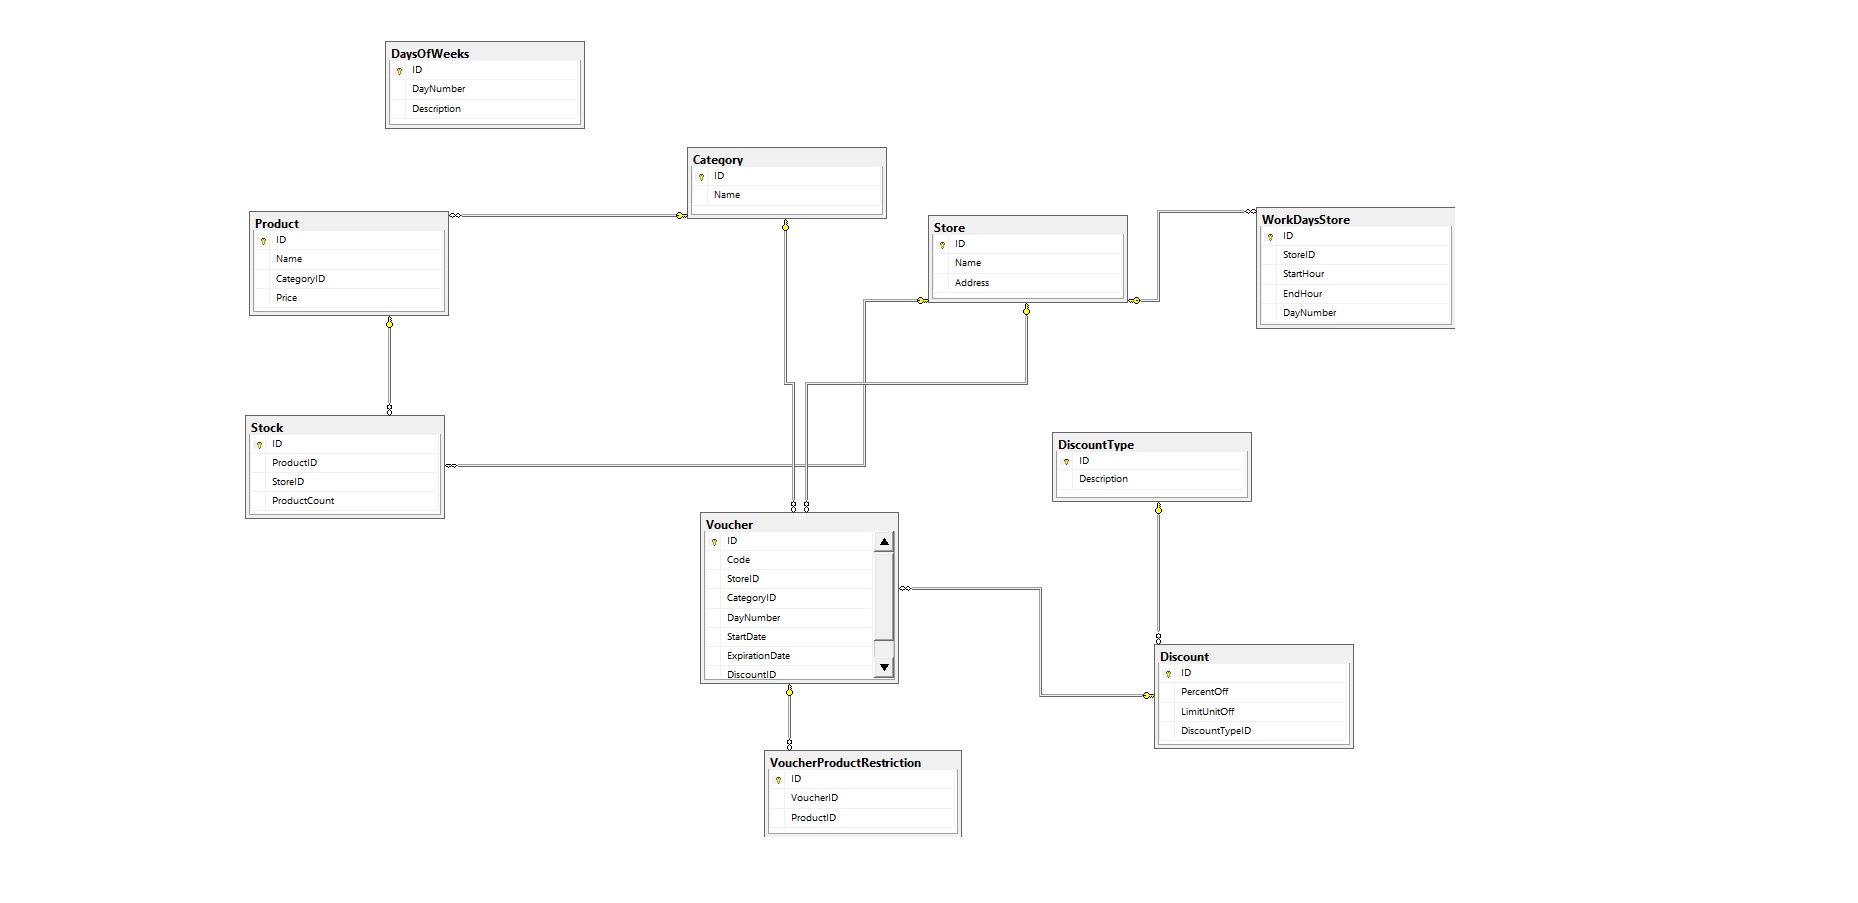 DaysOfWeeks
ID
DayNumber
Description
Category
ID
Name
Product
ID
Name
CategoryID
Price
Store
ID
Name
Address
WorkDaysStore
ID
StoreID
StartHour
EndHour
DayNumber
Stock
ID
ProductID
StoreID
ProductCount
DiscountType
ID
Description
Voucher
ID
Code
StoreID
CategoryID
DayNumber
StartDate
ExpirationDate
DiscountID
Discount
ID
PercentOff
LimitUnitOff
DiscountTypeID
VoucherProductRestriction
ID
VoucherID
ProductID